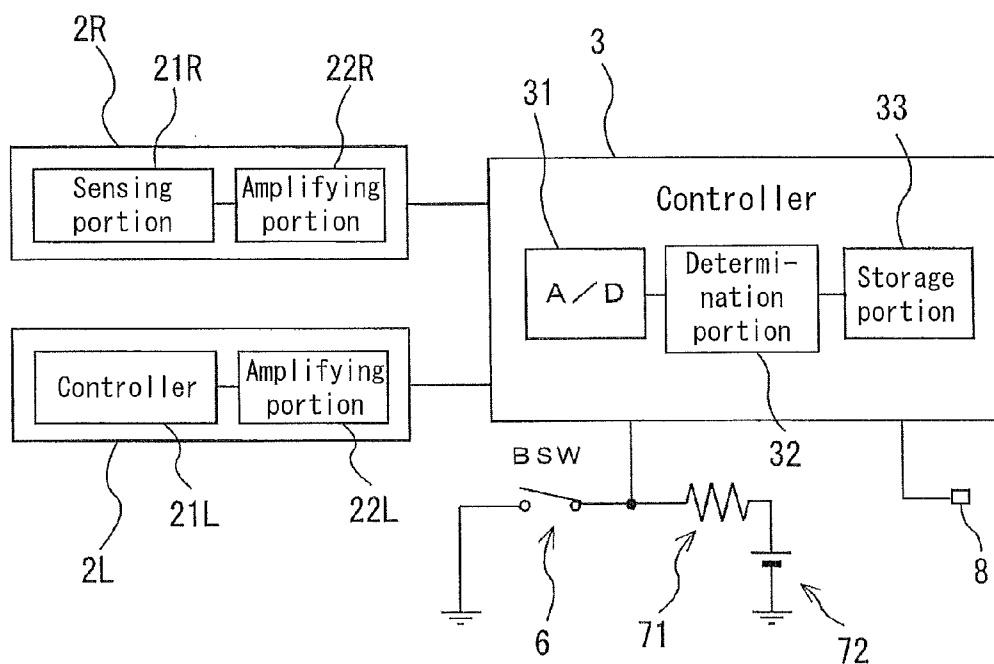 2R
21R
22R
3
31
33
Sensing
portion
Amplifying
portion
Controller
A／D
Determi-
nation
portion
Storage
portion
Controller
Amplifying
portion
32
BSW
21L
22L
2L
6
71
72
8